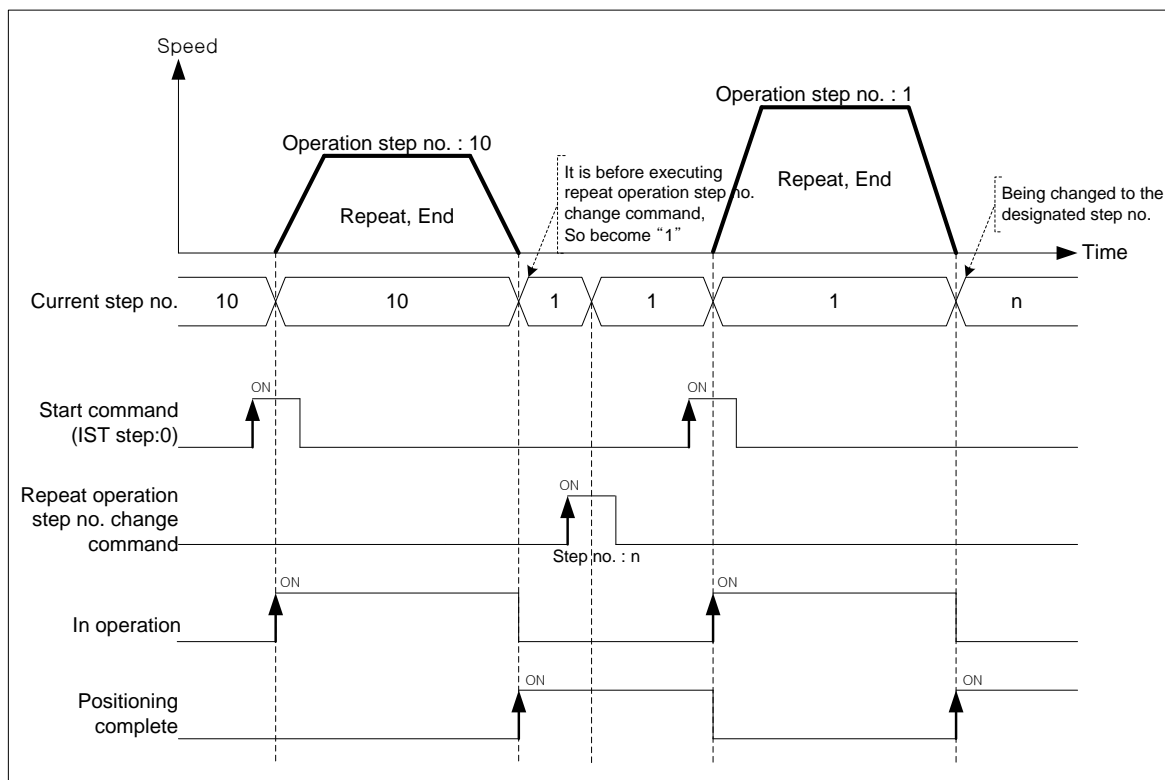 Speed
Operation step no. : 1
Operation step no. : 10
It is before executing
repeat operation step no.
change command,
So become “1”
Repeat, End
Repeat, End
Being changed to the
designated step no.
Time
Current step no.
10
10
1
1
1
n
ON
ON
Start command
(IST step:0)
Repeat operation
step no. change
command
ON
Step no. : n
ON
ON
In operation
ON
ON
Positioning
complete